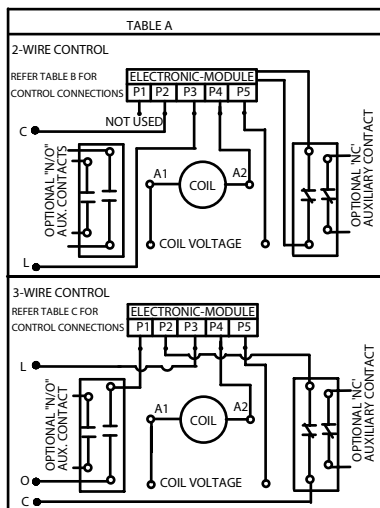 TABLE A
2-WIRE CONTROL
REFER TABLE B FOR
CONTROL CONNECTIONS
ELECTRONIC-MODULE
P1 P2 P3 P4 P5
NOT USED
C
OPTIONAL "N/O"
AUX. CONTACTS
A1
COIL
A2
OPTIONAL 'NC'
AUXILIARY CONTACT
COIL VOLTAGE
L
3-WIRE CONTROL
REFER TABLE C FOR
CONTROL CONNECTIONS
ELECTRONIC-MODULE
P1 P2 P3 P4 P5
L
OPTIONAL "N/O"
AUX. CONTACT
A1
COIL
A2
OPTIONAL 'NC'
AUXILIARY CONTACT
O
COIL VOLTAGE
C